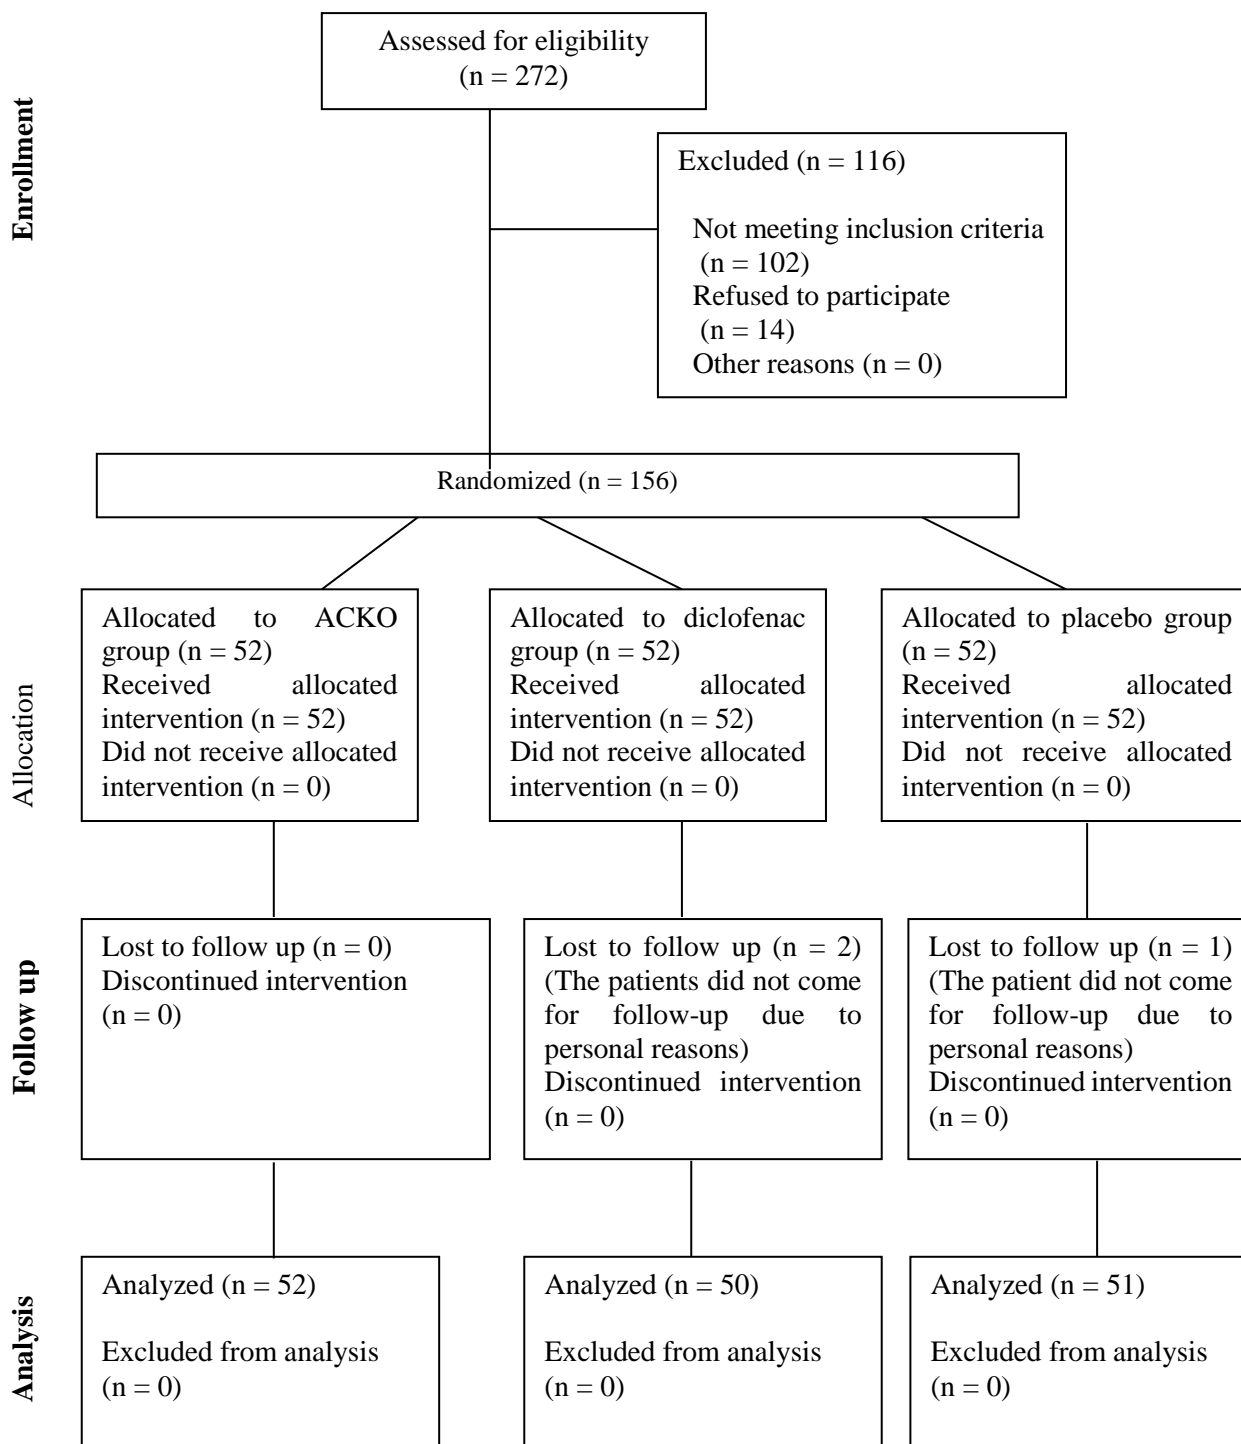 Assessed for eligibility
(n = 272)
Enrollment
Excluded (n = 116)
Not meeting inclusion criteria
(n = 102)
Refused to participate
(n = 14)
Other reasons (n = 0)
Randomized (n = 156)
Allocation
Allocated to ACKO
group (n = 52)
Received allocated
intervention (n = 52)
Did not receive allocated
intervention (n = 0)
Allocated to diclofenac
group (n = 52)
Received allocated
intervention (n = 52)
Did not receive allocated
intervention (n = 0)
Allocated to placebo group
(n = 52)
Received allocated
intervention (n = 52)
Did not receive allocated
intervention (n = 0)
Follow up
Lost to follow up (n = 0)
Discontinued intervention
(n = 0)
Lost to follow up (n = 2)
(The patients did not come
for follow-up due to
personal reasons)
Discontinued intervention
(n = 0)
Lost to follow up (n = 1)
(The patient did not come
for follow-up due to
personal reasons)
Discontinued intervention
(n = 0)
Analysis
Analyzed (n = 52)
Excluded from analysis
(n = 0)
Analyzed (n = 50)
Excluded from analysis
(n = 0)
Analyzed (n = 51)
Excluded from analysis
(n = 0)